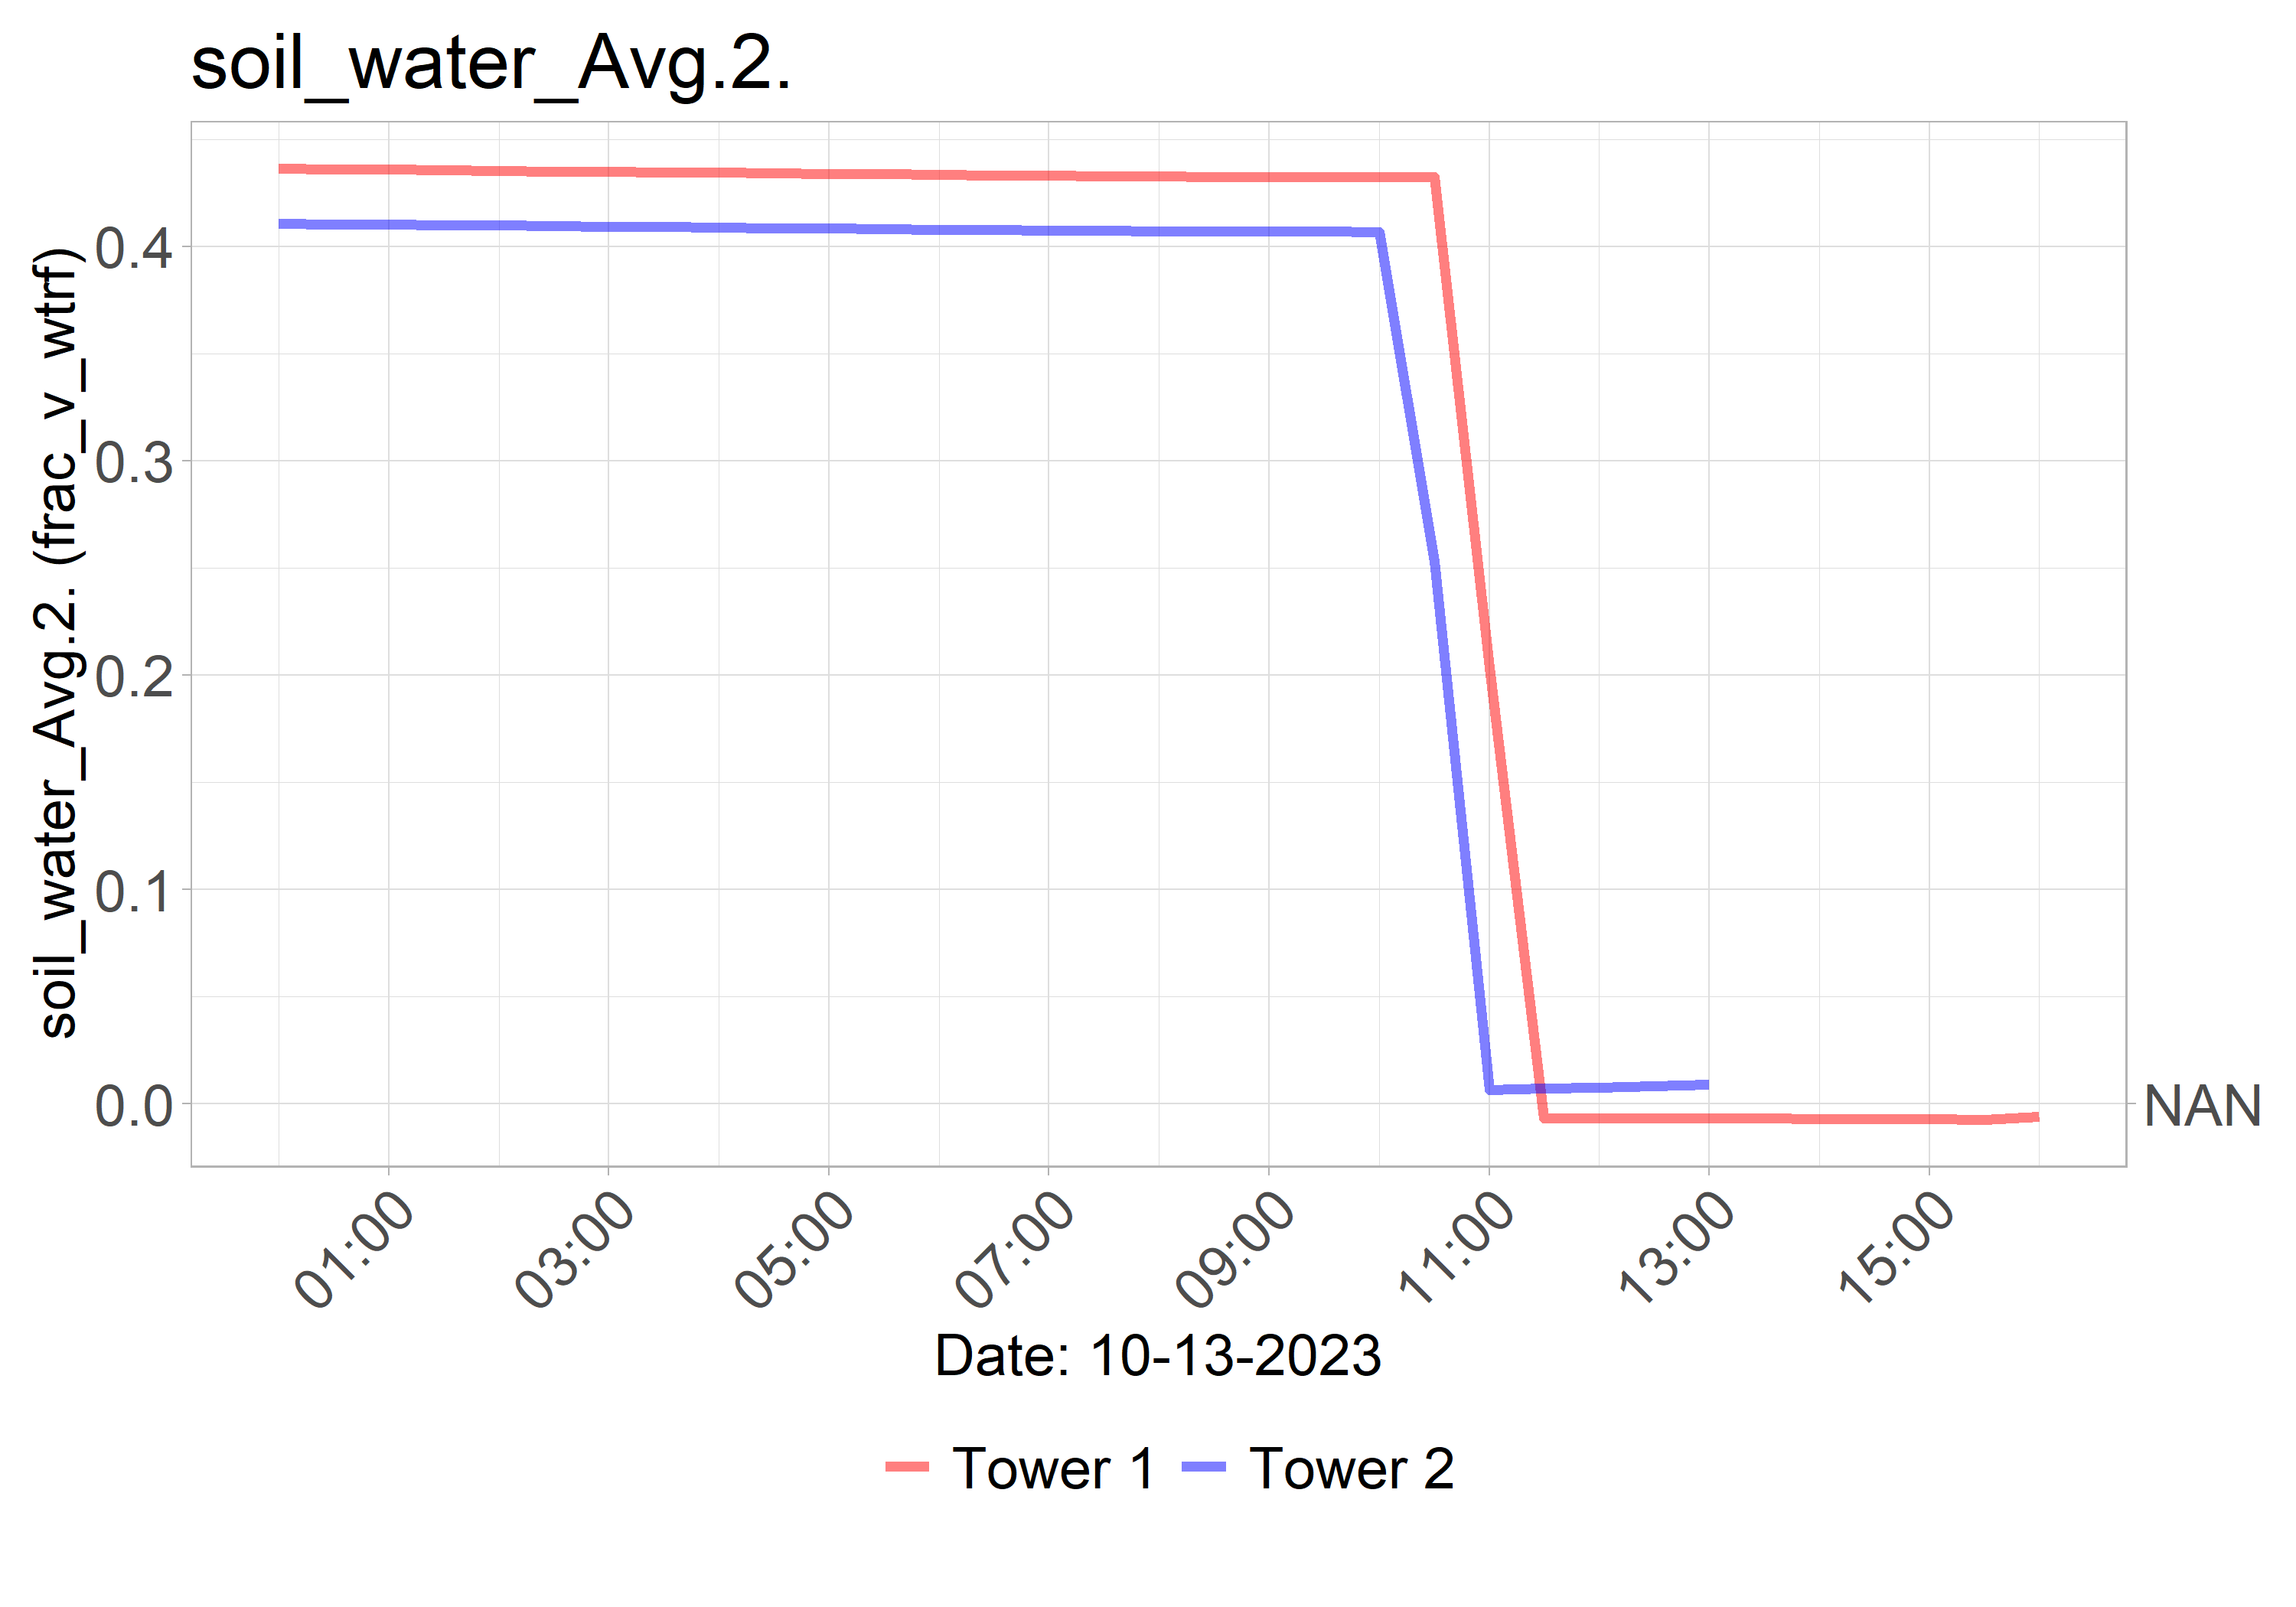 soil_water_Avg.2.
soil_water_Avg.2. (frac_v_wtrf)
0.4
0.3
0.2
0.1
0.0
NAN
01:00
03:00
05:00
07:00
09:00
11:00
13:00
15:00
Date: 10-13-2023
Tower 1
Tower 2